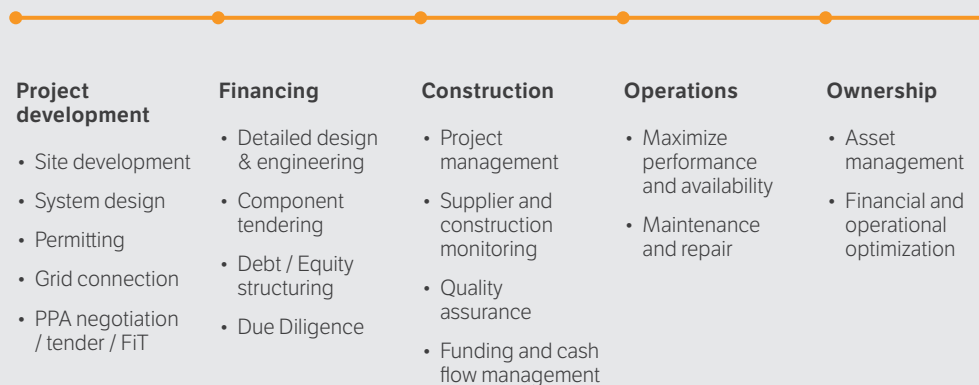 Project
development
• Site development
• System design
• Permitting
• Grid connection
• PPA negotiation
/ tender / FiT
Financing
• Detailed design
& engineering
• Component
tendering
• Debt / Equity
structuring
• Due Diligence
Construction
• Project
management
• Supplier and
construction
monitoring
• Quality
assurance
• Funding and cash
flow management
Operations
• Maximize
performance
and availability
• Maintenance
and repair
Ownership
• Asset
management
• Financial and
operational
optimization